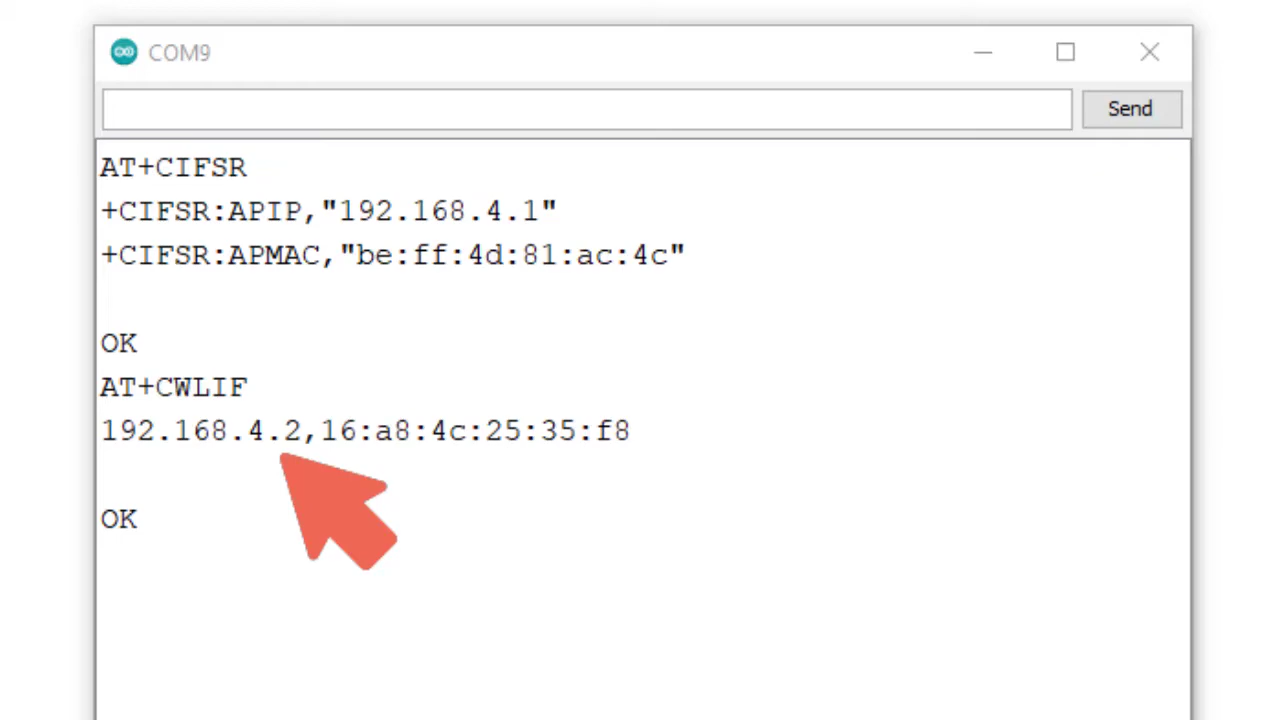 COM9
Send
AT+CIFSR
+CIFSR:APIP,"192.168.4.1"
+CIFSR:APMAC,"be:ff:4d:81:ac:4c"
OK
AT+CWLIF
192.168.4.2,16:a8:4c:25:35:f8
OK